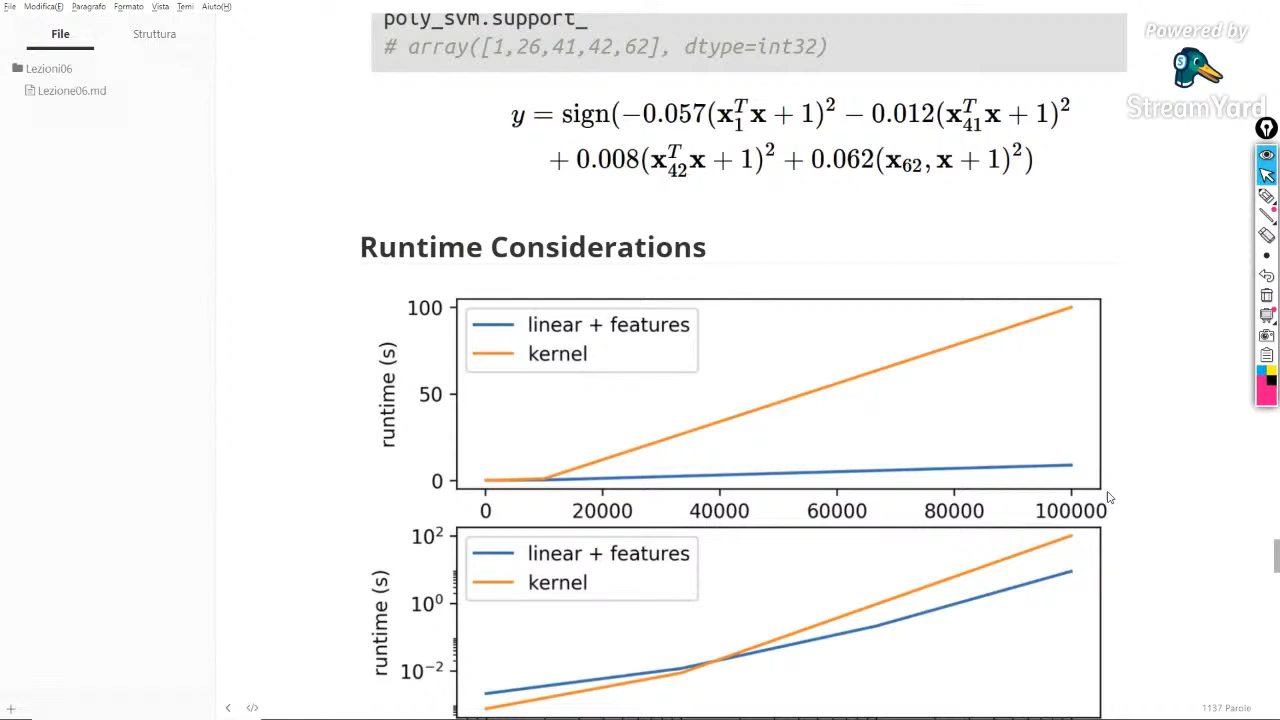 File Modifica(E) Paragrafo Formato Vista Temi Aiuto(H)
File Struttura
Lezioni06
Lezione06.md
poly_svm.support_
# array([1,26,41,42,62], dtype=int32)
y = sign(−0.057(x₁ᵀx + 1)² − 0.012(x₄₁ᵀx + 1)²
+ 0.008(x₄₂ᵀx + 1)² + 0.062(x₆₂, x + 1)²)
Runtime Considerations
100
50
0
runtime (s)
linear + features
kernel
0 20000 40000 60000 80000 100000
10²
10⁰
10⁻²
runtime (s)
linear + features
kernel
Powered by
StreamYard
1137 Parole